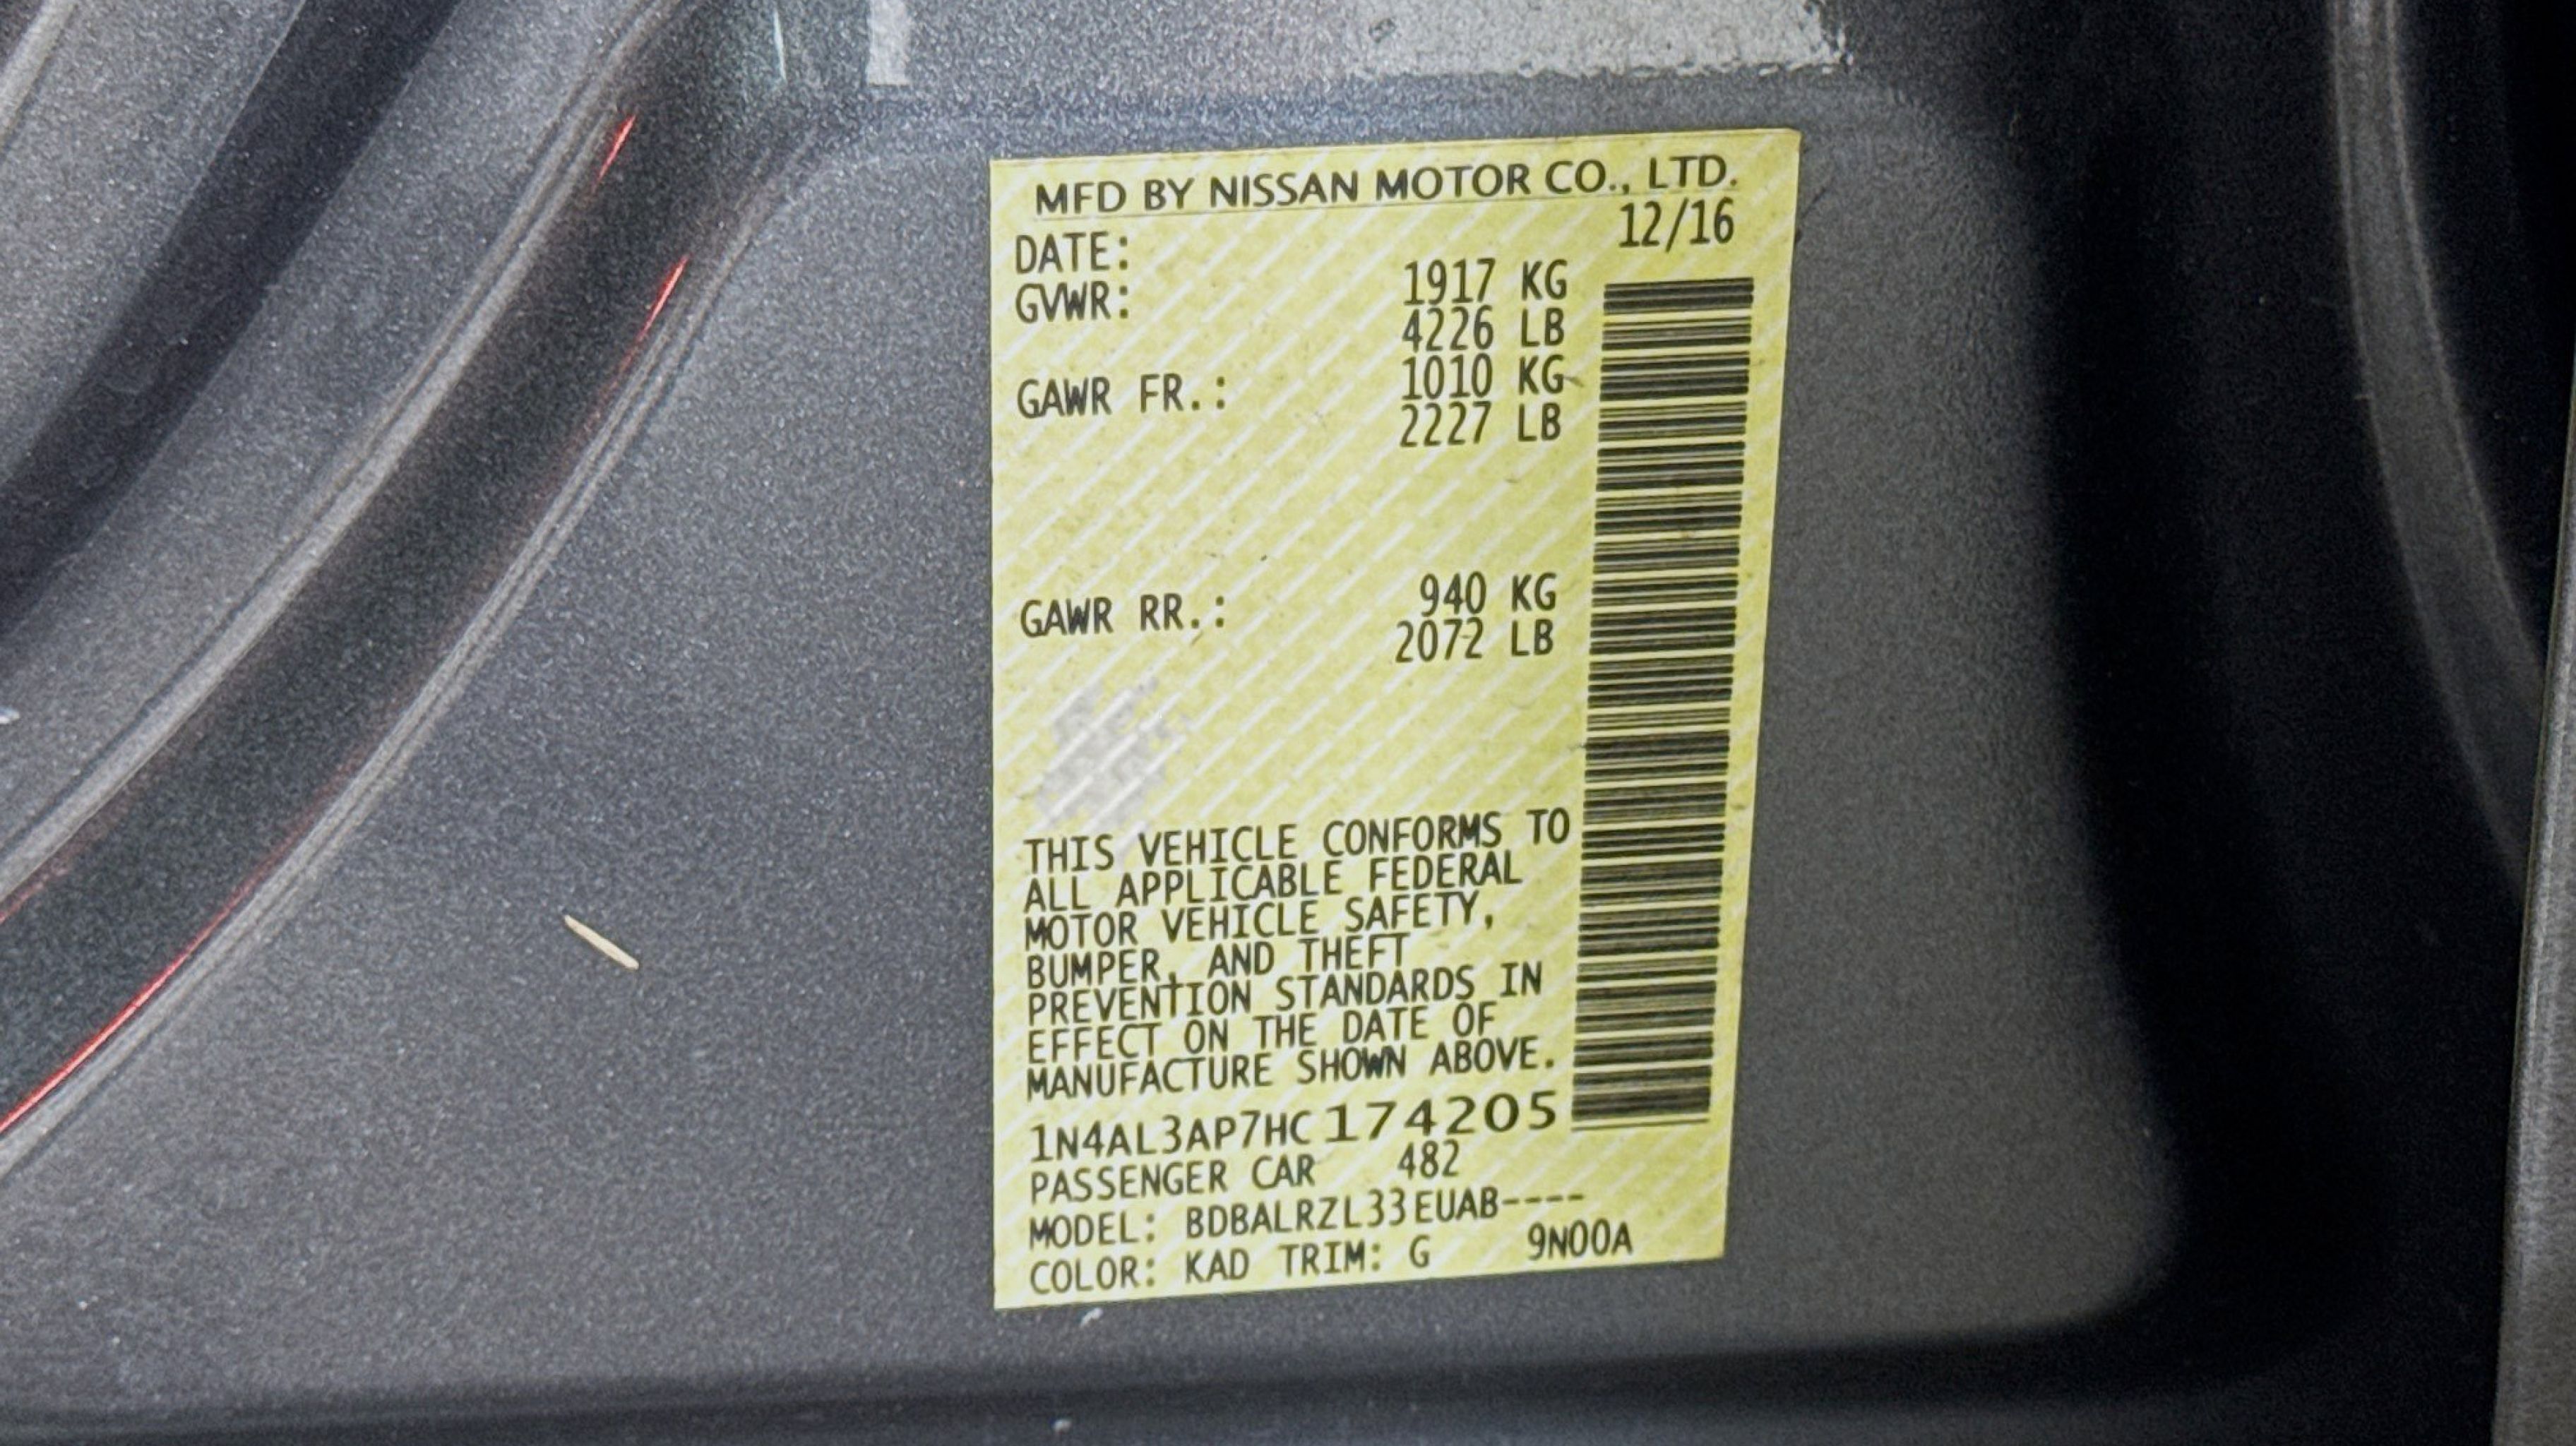 MFD BY NISSAN MOTOR CO., LTD.
DATE: 12/16
GVWR: 1917 KG
4226 LB
GAWR FR.: 1010 KG
2227 LB
GAWR RR.: 940 KG
2072 LB
THIS VEHICLE CONFORMS TO
ALL APPLICABLE FEDERAL
MOTOR VEHICLE SAFETY,
BUMPER, AND THEFT
PREVENTION STANDARDS IN
EFFECT ON THE DATE OF
MANUFACTURE SHOWN ABOVE.
1N4AL3AP7HC174205
PASSENGER CAR 482
MODEL: BDBALRZL33EUAB----
COLOR: KAD TRIM: G 9N00A